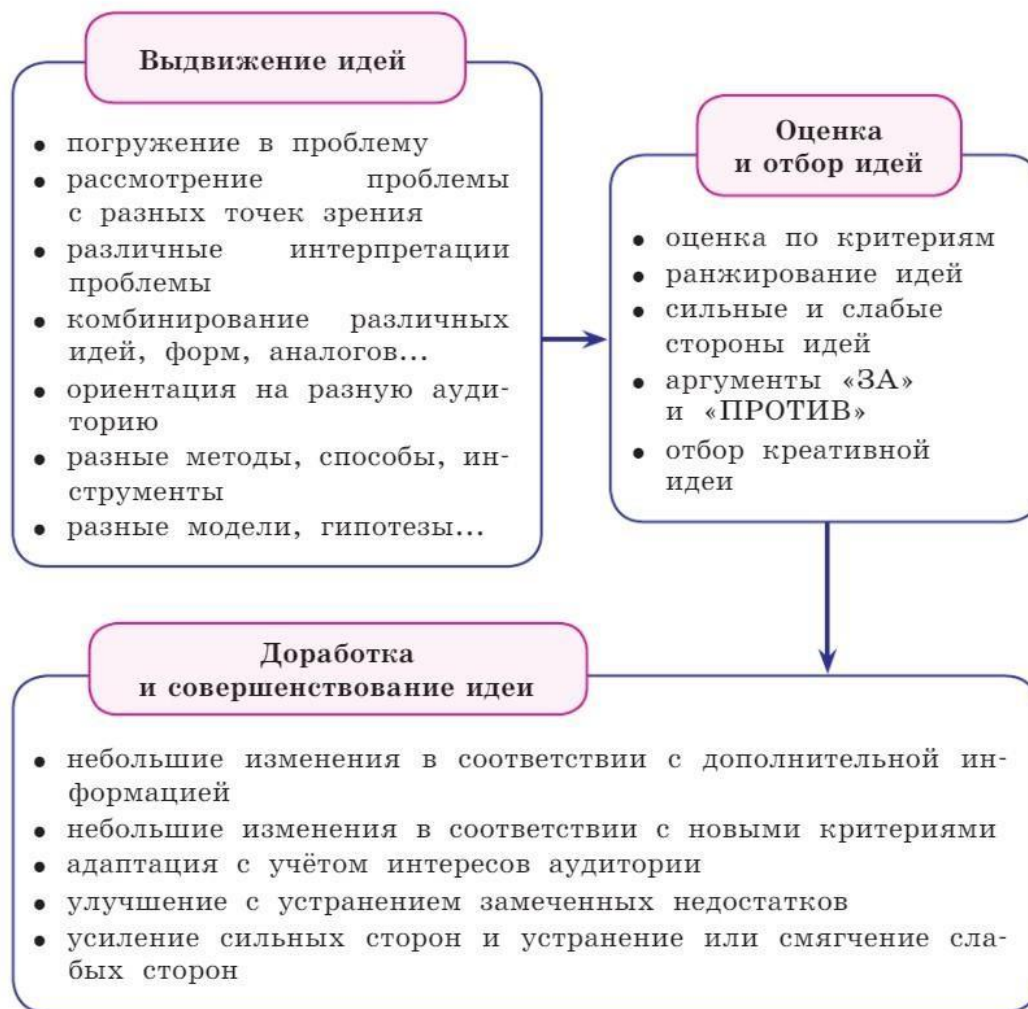 Выдвижение идей
• погружение в проблему
• рассмотрение проблемы
с разных точек зрения
• различные интерпретации
проблемы
• комбинирование различных
идей, форм, аналогов...
• ориентация на разную ауди-
торию
• разные методы, способы, ин-
струменты
• разные модели, гипотезы...
Оценка
и отбор идей
• оценка по критериям
• ранжирование идей
• сильные и слабые
стороны идей
• аргументы «ЗА»
и «ПРОТИВ»
• отбор креативной
идеи
Доработка
и совершенствование идеи
• небольшие изменения в соответствии с дополнительной ин-
формацией
• небольшие изменения в соответствии с новыми критериями
• адаптация с учётом интересов аудитории
• улучшение с устранением замеченных недостатков
• усиление сильных сторон и устранение или смягчение сла-
бых сторон